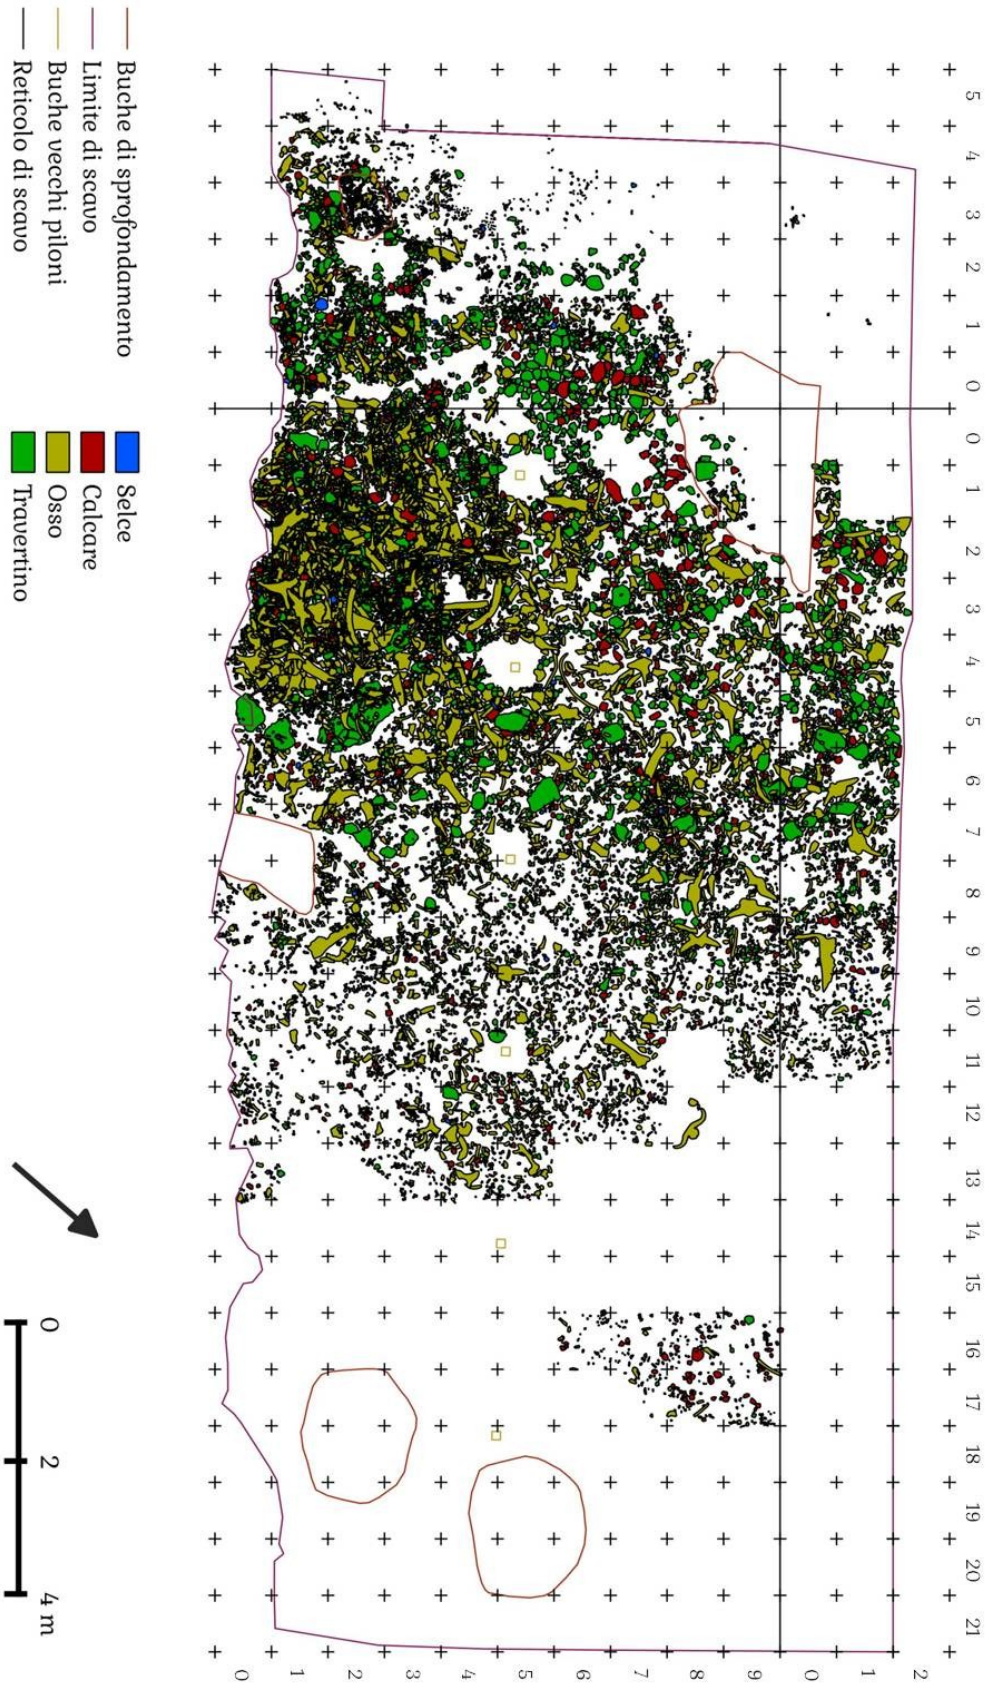 Buche di sprofondamento
Limite di scavo
Buche vecchi piloni
Reticolo di scavo
Selce
Calcare
Osso
Travertino
0 2 4 m
5 4 3 2 1 0 0 1 2 3 4 5 6 7 8 9 10 11 12 13 14 15 16 17 18 19 20 21
0 1 2 3 4 5 6 7 8 9 0 1 2